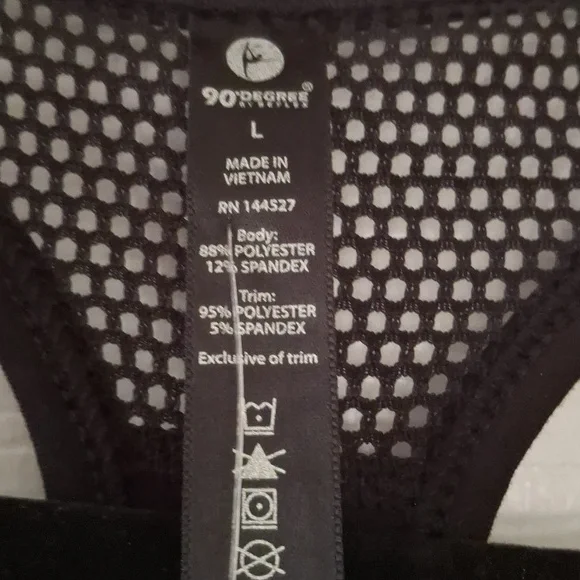 90°DEGREE®
L
MADE IN
VIETNAM
RN 144527
Body:
88% POLYESTER
12% SPANDEX
Trim:
95% POLYESTER
5% SPANDEX
Exclusive of trim